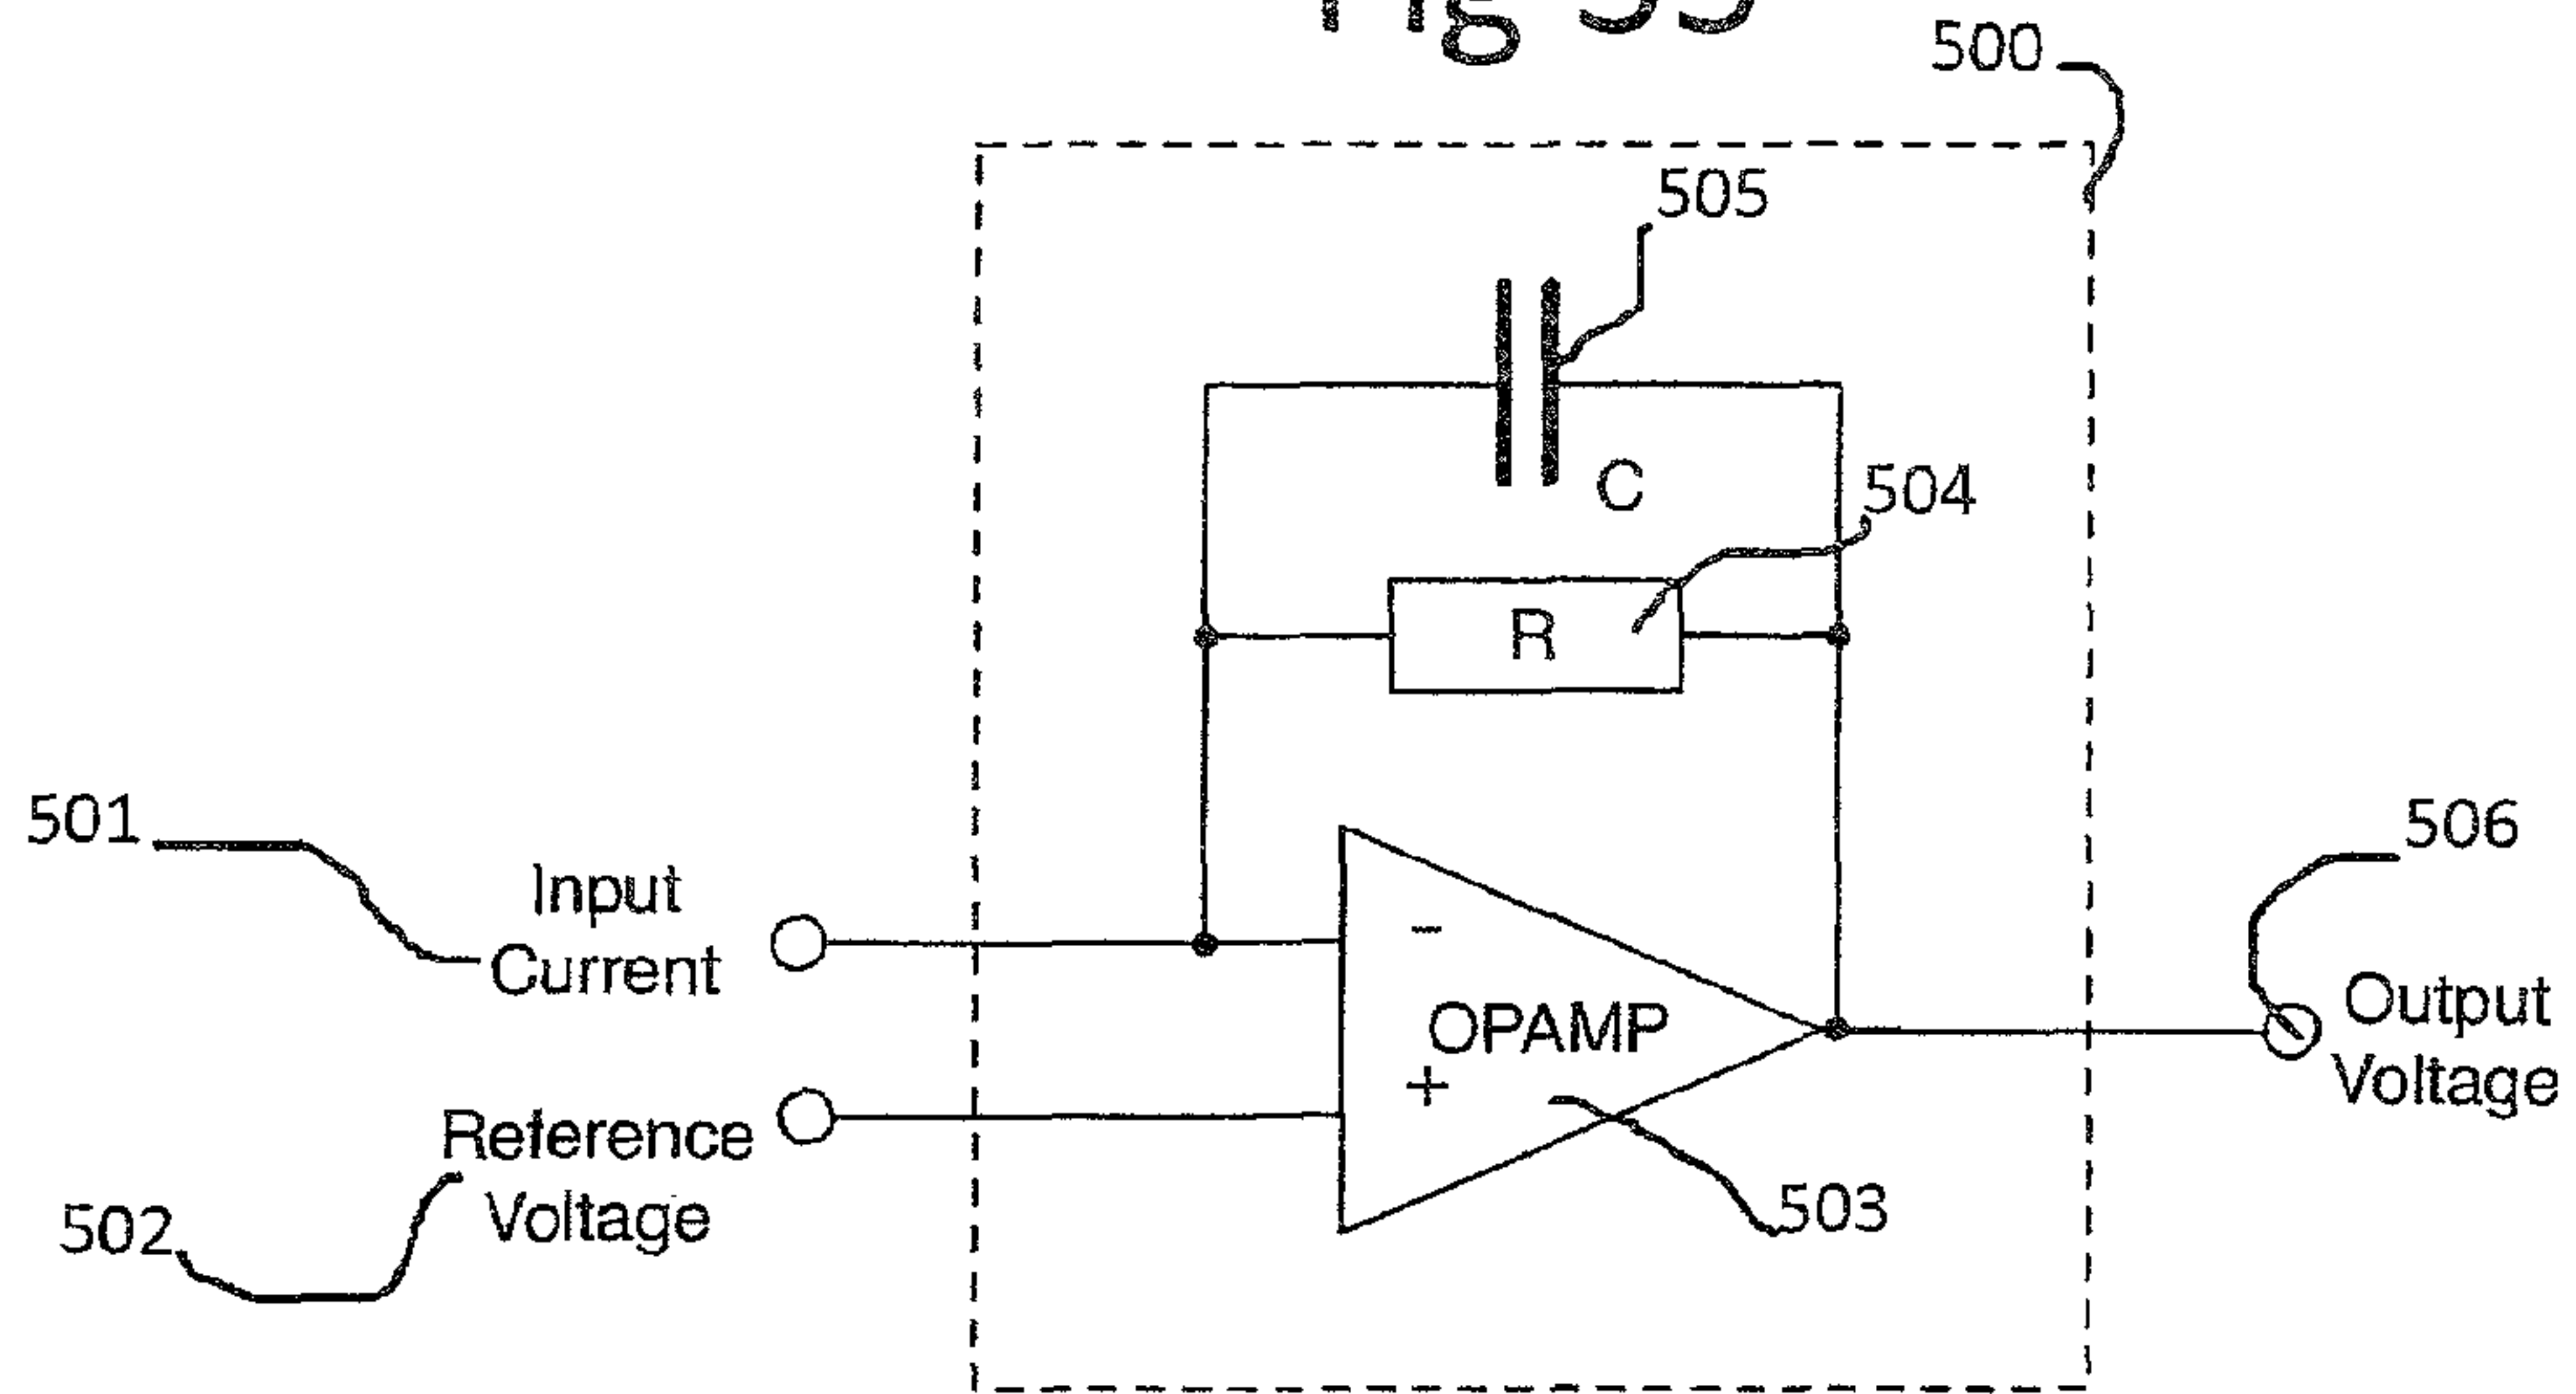 500
505
C
504
R
501
Input
Current
506
Output
Voltage
-
OPAMP
+
Reference
Voltage
502
503